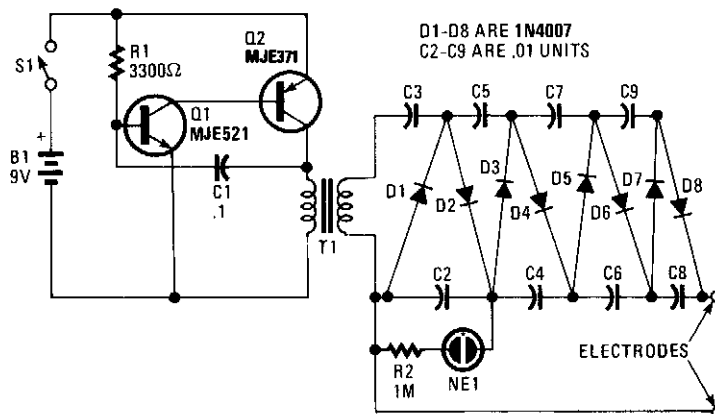 D1-D8 ARE 1N4007
C2-C9 ARE .01 UNITS
S1
R1
3300Ω
Q2
MJE371
Q1
MJE521
+
B1
9V
C1
.1
T1
C3
C5
C7
C9
D1
D2
D3
D4
D5
D6
D7
D8
C2
C4
C6
C8
R2
1M
NE1
ELECTRODES